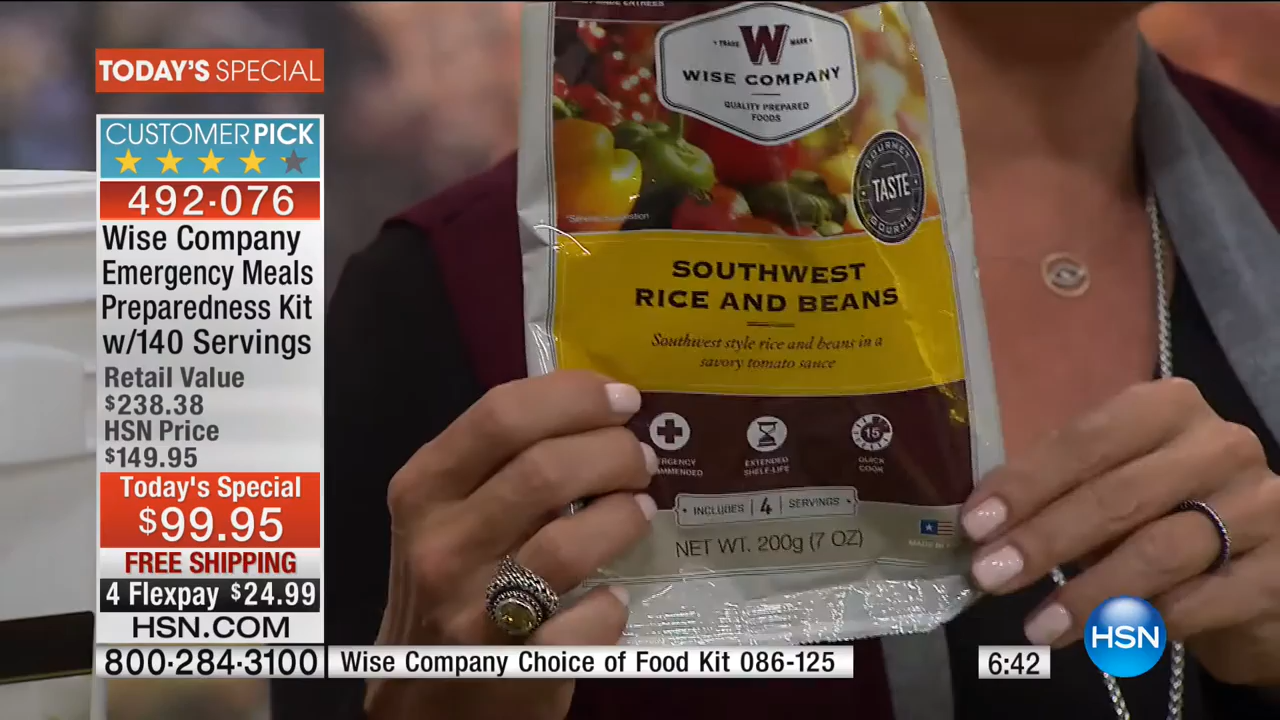 TODAY'S SPECIAL
CUSTOMER PICK
492-076
Wise Company
Emergency Meals
Preparedness Kit
w/140 Servings
Retail Value
$238.38
HSN Price
$149.95
Today's Special
$99.95
FREE SHIPPING
4 Flexpay $24.99
HSN.COM
800-284-3100
Wise Company Choice of Food Kit 086-125
6:42
HSN
TRADE W MARK
WISE COMPANY
QUALITY PREPARED
FOODS
GOURMET
TASTE
GOURMET
SOUTHWEST
RICE AND BEANS
Southwest style rice and beans in a
savory tomato sauce
EXTENDED
SHELF-LIFE
15
QUICK
COOK
INCLUDES 4 SERVINGS
NET WT. 200g (7 OZ)